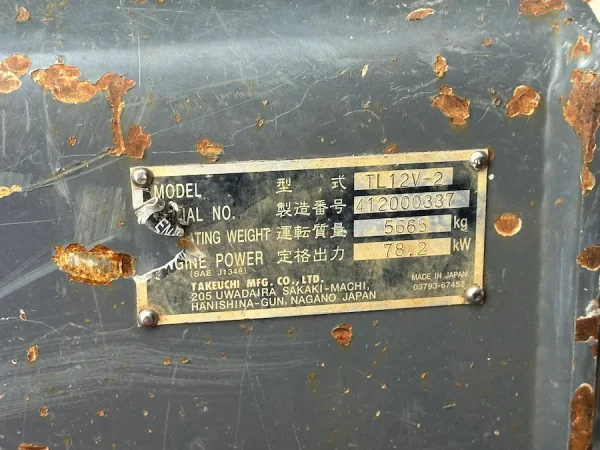 MODEL 型 式 TL12V-2
IAL NO. 製造番号 412000337
ATING WEIGHT 運転質量 5665 kg
GINE POWER 定格出力 78.2 kW
(SAE J1349)
TAKEUCHI MFG. CO., LTD.
205 UWADAIRA SAKAKI-MACHI,
HANISHINA-GUN, NAGANO JAPAN
MADE IN JAPAN
03793-67452